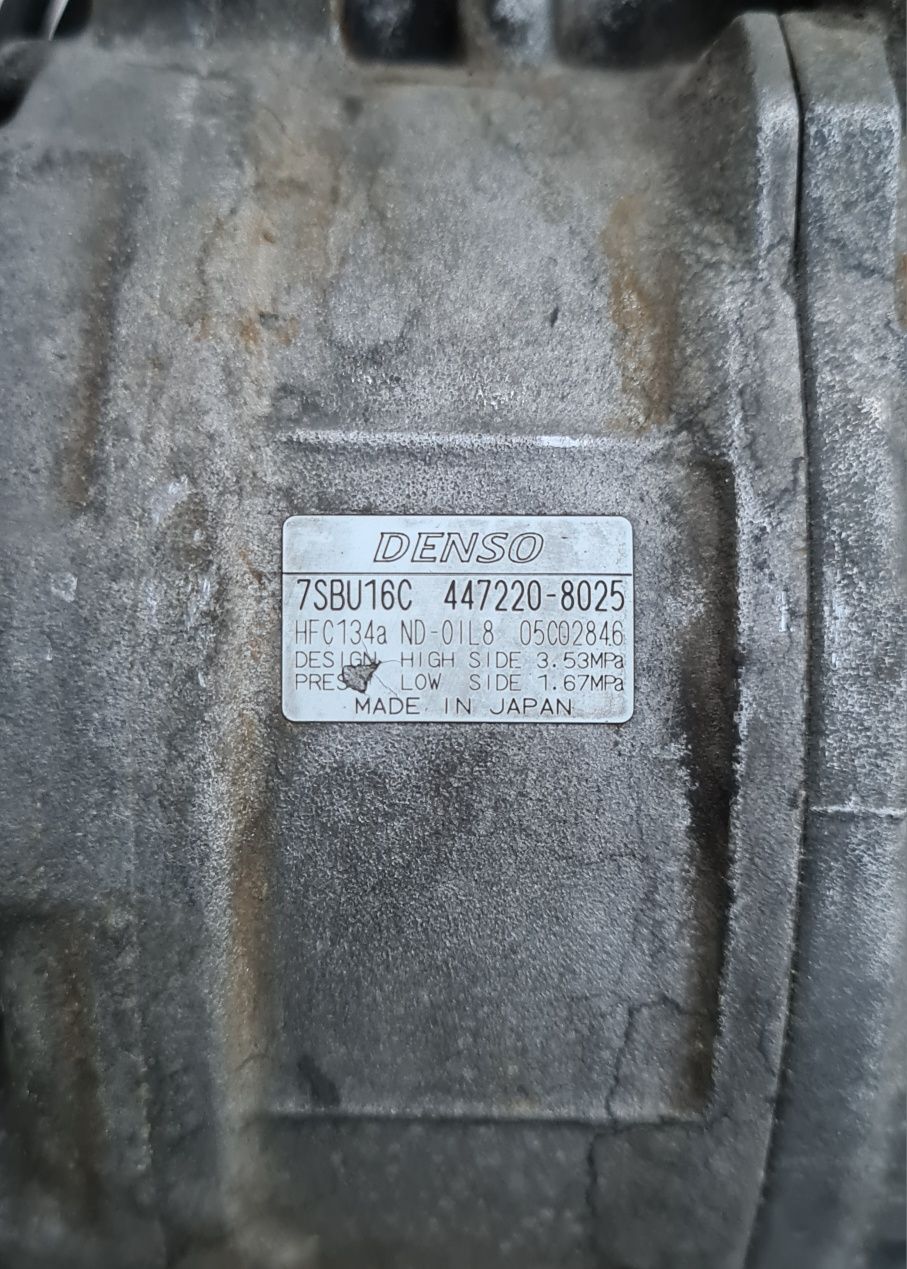 DENSO
7SBU16C 447220-8025
HFC134a ND-OIL8 05C02846
DESIGN HIGH SIDE 3.53MPa
LOW SIDE 1.67MPa
MADE IN JAPAN